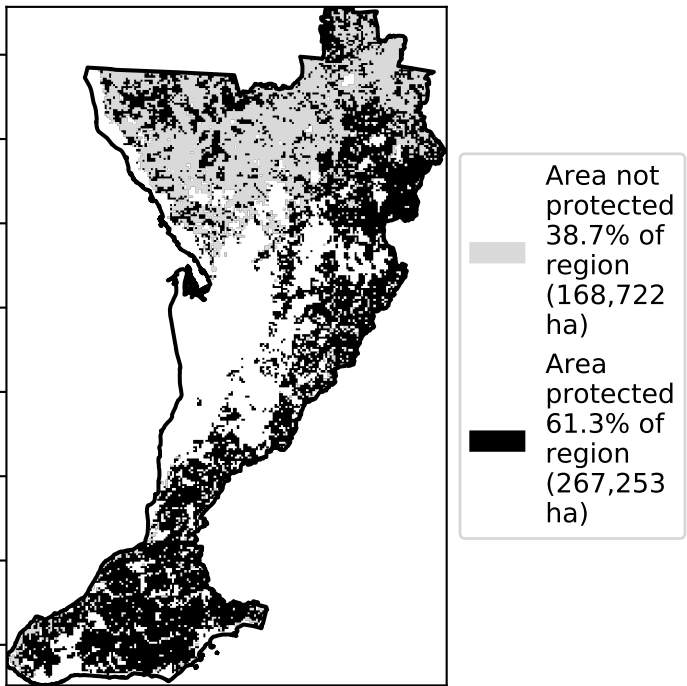 Area not
protected
38.7% of
region
(168,722
ha)
Area
protected
61.3% of
region
(267,253
ha)